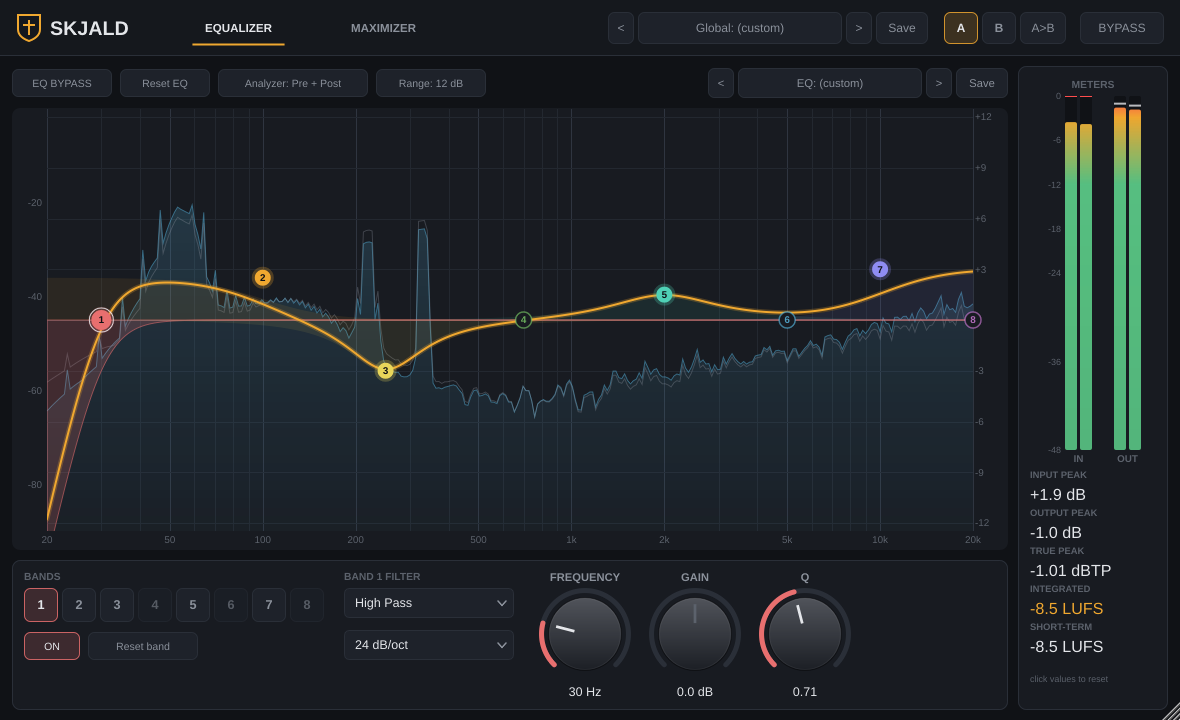 SKJALD
EQUALIZER
MAXIMIZER
<
Global: (custom)
>
Save
A
B
A>B
BYPASS
EQ BYPASS
Reset EQ
Analyzer: Pre + Post
Range: 12 dB
<
EQ: (custom)
>
Save
+12
+9
+6
+3
-3
-6
-9
-12
-20
-40
-60
-80
1
2
3
4
5
6
7
8
20
50
100
200
500
1k
2k
5k
10k
20k
METERS
0
-6
-12
-18
-24
-36
-48
IN
OUT
INPUT PEAK
+1.9 dB
OUTPUT PEAK
-1.0 dB
TRUE PEAK
-1.01 dBTP
INTEGRATED
-8.5 LUFS
SHORT-TERM
-8.5 LUFS
click values to reset
BANDS
1
2
3
4
5
6
7
8
ON
Reset band
BAND 1 FILTER
High Pass
24 dB/oct
FREQUENCY
30 Hz
GAIN
0.0 dB
Q
0.71